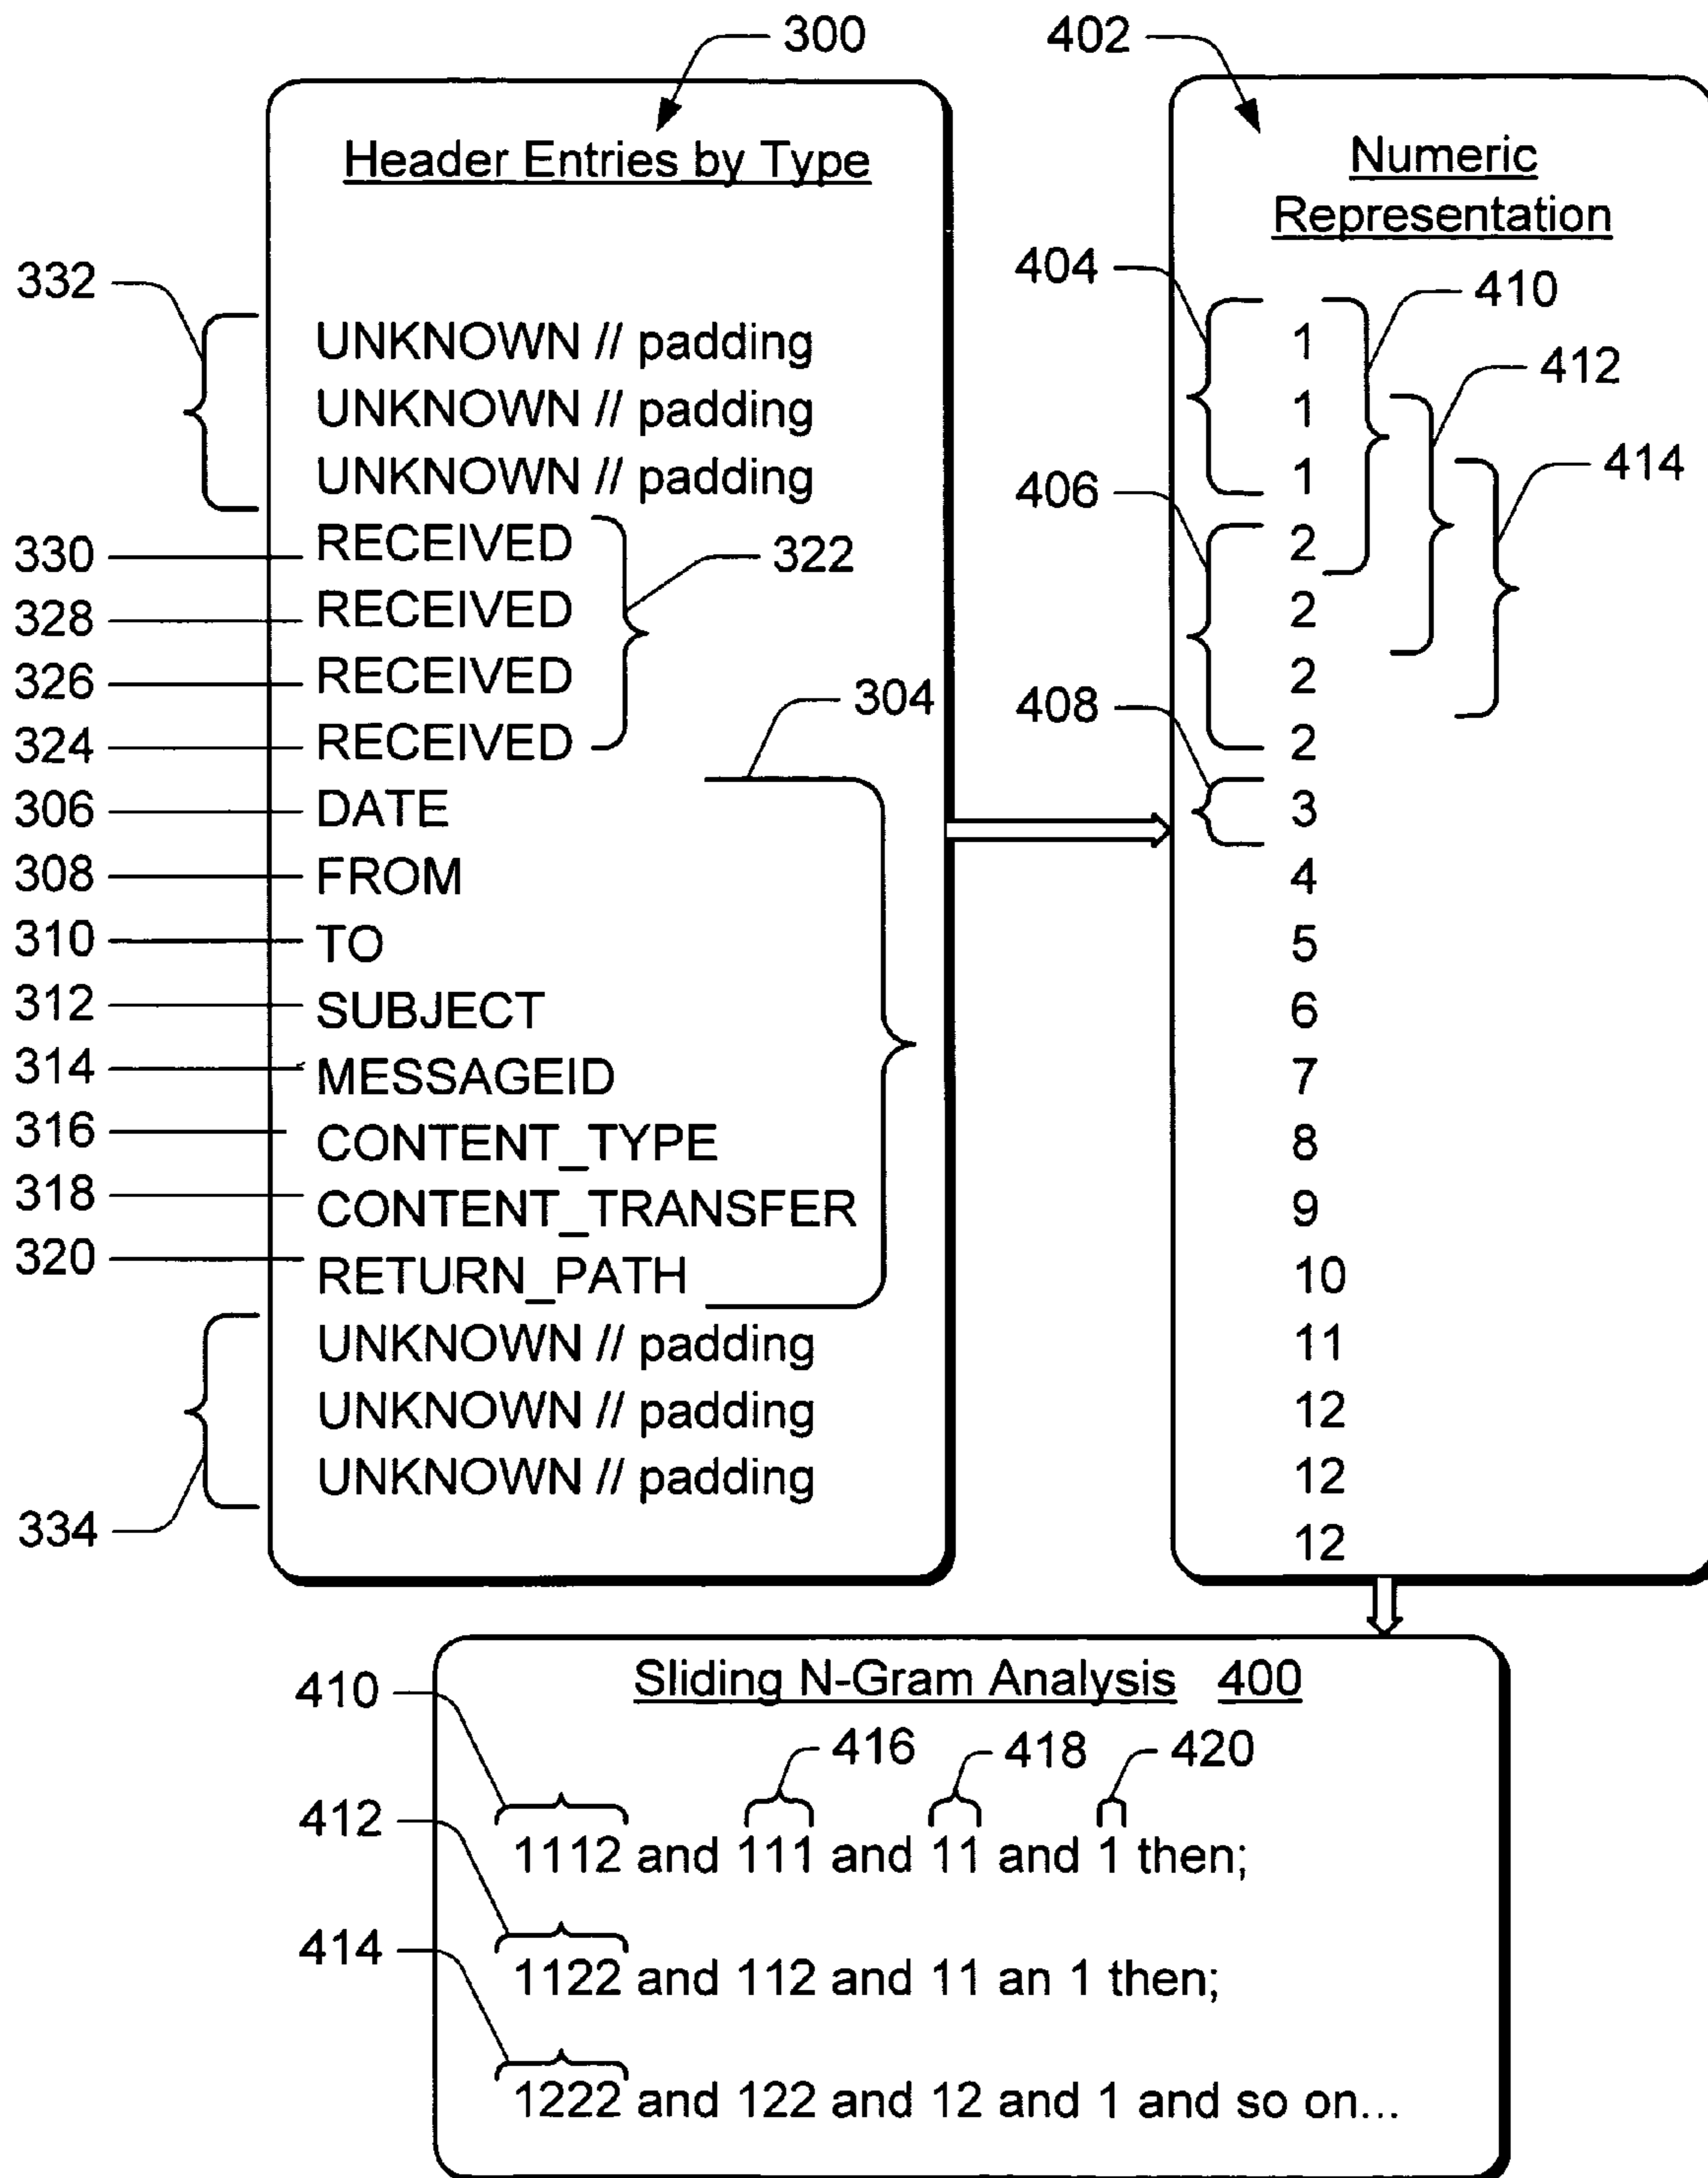 300
402
Header Entries by Type
Numeric
Representation
332
404
410
UNKNOWN // padding
1
412
UNKNOWN // padding
1
414
UNKNOWN // padding
1
406
330
RECEIVED
322
2
328
RECEIVED
2
326
RECEIVED
304
2
408
324
RECEIVED
2
306
DATE
3
308
FROM
4
310
TO
5
312
SUBJECT
6
314
MESSAGEID
7
316
CONTENT_TYPE
8
318
CONTENT_TRANSFER
9
320
RETURN_PATH
10
UNKNOWN // padding
11
UNKNOWN // padding
12
UNKNOWN // padding
12
334
12
Sliding N-Gram Analysis 400
410
416
418
420
412
1112 and 111 and 11 and 1 then;
414
1122 and 112 and 11 an 1 then;
1222 and 122 and 12 and 1 and so on...